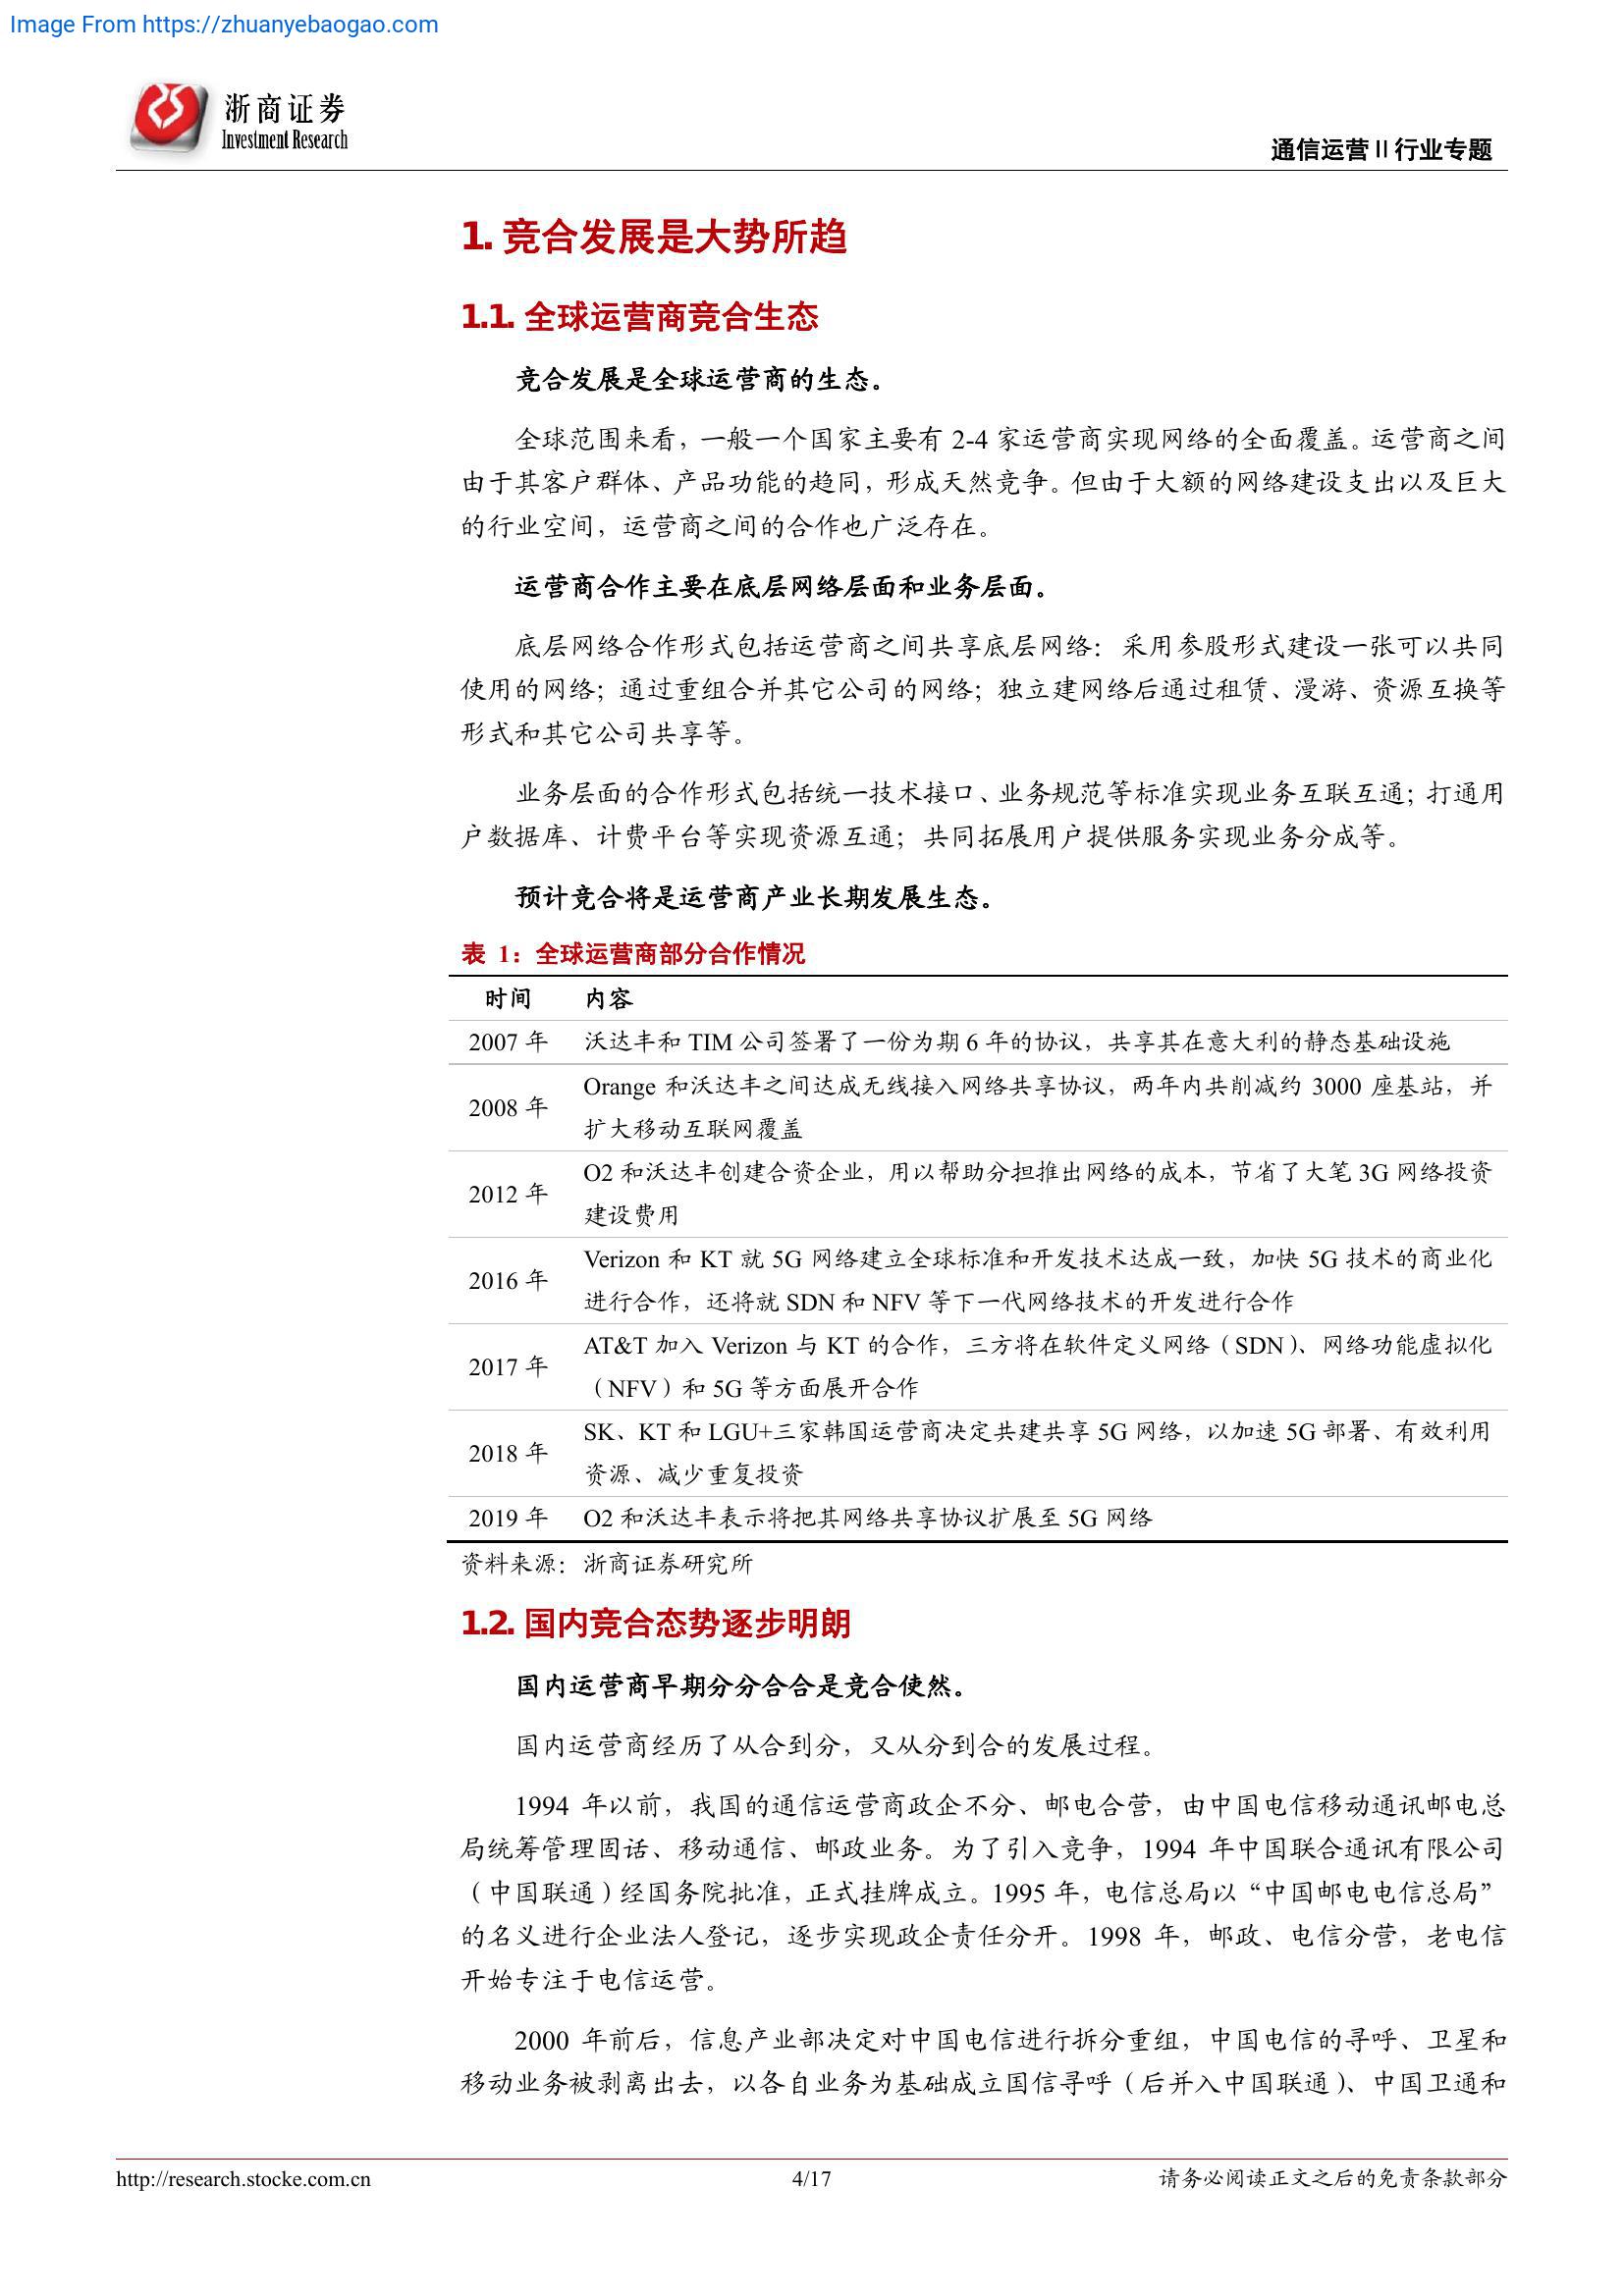 Image From https://zhuanyebaogao.com
浙商证券
Investment Research
通信运营Ⅱ行业专题
1. 竞合发展是大势所趋
1.1. 全球运营商竞合生态
竞合发展是全球运营商的生态。
全球范围来看，一般一个国家主要有 2-4 家运营商实现网络的全面覆盖。运营商之间
由于其客户群体、产品功能的趋同，形成天然竞争。但由于大额的网络建设支出以及巨大
的行业空间，运营商之间的合作也广泛存在。
运营商合作主要在底层网络层面和业务层面。
底层网络合作形式包括运营商之间共享底层网络：采用参股形式建设一张可以共同
使用的网络；通过重组合并其它公司的网络；独立建网络后通过租赁、漫游、资源互换等
形式和其它公司共享等。
业务层面的合作形式包括统一技术接口、业务规范等标准实现业务互联互通；打通用
户数据库、计费平台等实现资源互通；共同拓展用户提供服务实现业务分成等。
预计竞合将是运营商产业长期发展生态。
表 1：全球运营商部分合作情况
时间 内容
2007 年 沃达丰和 TIM 公司签署了一份为期 6 年的协议，共享其在意大利的静态基础设施
2008 年 Orange 和沃达丰之间达成无线接入网络共享协议，两年内共削减约 3000 座基站，并
扩大移动互联网覆盖
2012 年 O2 和沃达丰创建合资企业，用以帮助分担推出网络的成本，节省了大笔 3G 网络投资
建设费用
2016 年 Verizon 和 KT 就 5G 网络建立全球标准和开发技术达成一致，加快 5G 技术的商业化
进行合作，还将就 SDN 和 NFV 等下一代网络技术的开发进行合作
2017 年 AT&T 加入 Verizon 与 KT 的合作，三方将在软件定义网络（SDN）、网络功能虚拟化
（NFV）和 5G 等方面展开合作
2018 年 SK、KT 和 LGU+三家韩国运营商决定共建共享 5G 网络，以加速 5G 部署、有效利用
资源、减少重复投资
2019 年 O2 和沃达丰表示将把其网络共享协议扩展至 5G 网络
资料来源：浙商证券研究所
1.2. 国内竞合态势逐步明朗
国内运营商早期分分合合是竞合使然。
国内运营商经历了从合到分，又从分到合的发展过程。
1994 年以前，我国的通信运营商政企不分、邮电合营，由中国电信移动通讯邮电总
局统筹管理固话、移动通信、邮政业务。为了引入竞争，1994 年中国联合通讯有限公司
（中国联通）经国务院批准，正式挂牌成立。1995 年，电信总局以“中国邮电电信总局”
的名义进行企业法人登记，逐步实现政企责任分开。1998 年，邮政、电信分营，老电信
开始专注于电信运营。
2000 年前后，信息产业部决定对中国电信进行拆分重组，中国电信的寻呼、卫星和
移动业务被剥离出去，以各自业务为基础成立国信寻呼（后并入中国联通）、中国卫通和
http://research.stocke.com.cn 4/17 请务必阅读正文之后的免责条款部分